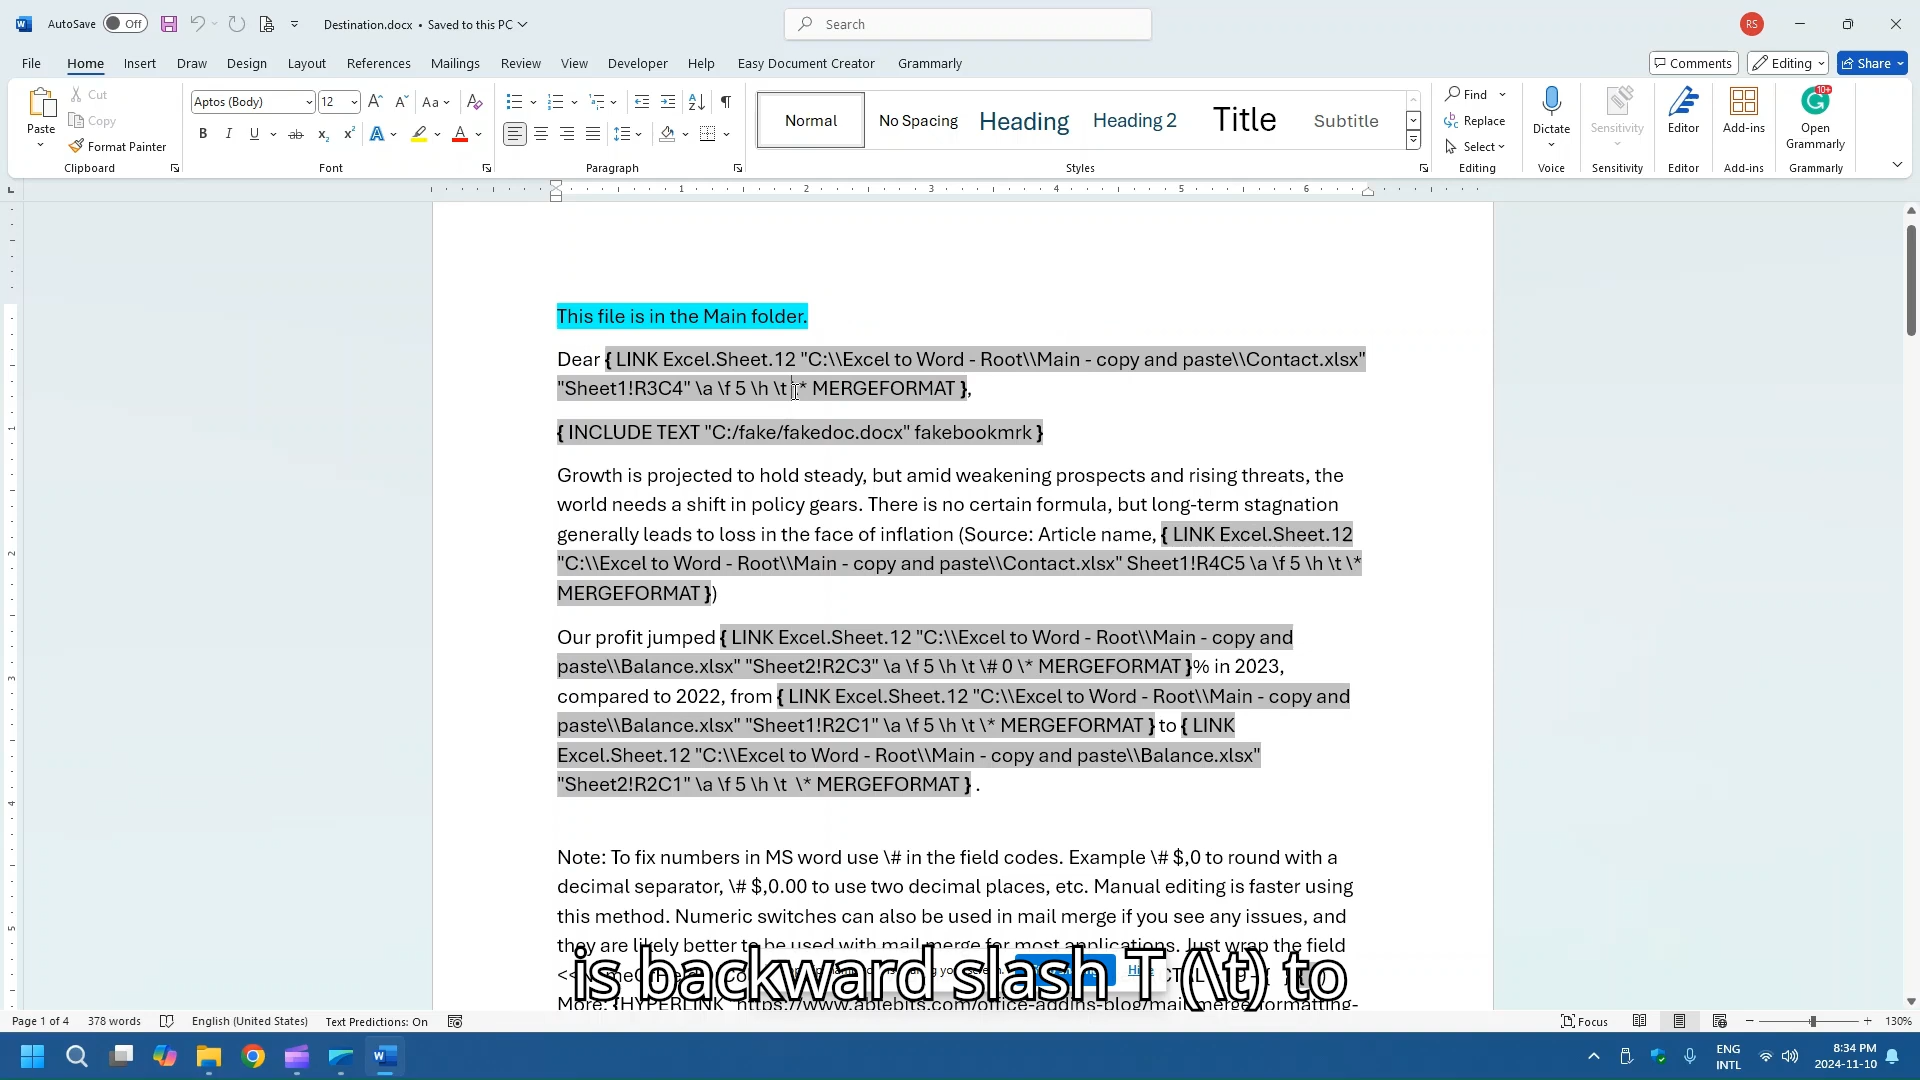 AutoSave Off Destination.docx • Saved to this PC Search RS
File Home Insert Draw Design Layout References Mailings Review View Developer Help Easy Document Creator Grammarly Comments Editing Share
Paste Cut Copy Format Painter
Aptos (Body) 12
Normal No Spacing Heading Heading 2 Title Subtitle
Find Replace Select
Dictate Sensitivity Editor Add-ins Open Grammarly
Clipboard Font Paragraph Styles Editing Voice Sensitivity Editor Add-ins Grammarly
1 2 3 4 5 6
This file is in the Main folder.
Dear { LINK Excel.Sheet.12 "C:\\Excel to Word - Root\\Main - copy and paste\\Contact.xlsx"
"Sheet1!R3C4" \a \f 5 \h \t \* MERGEFORMAT },
{ INCLUDE TEXT "C:/fake/fakedoc.docx" fakebookmrk }
Growth is projected to hold steady, but amid weakening prospects and rising threats, the
world needs a shift in policy gears. There is no certain formula, but long-term stagnation
generally leads to loss in the face of inflation (Source: Article name, { LINK Excel.Sheet.12
"C:\\Excel to Word - Root\\Main - copy and paste\\Contact.xlsx" Sheet1!R4C5 \a \f 5 \h \t \*
MERGEFORMAT })
Our profit jumped { LINK Excel.Sheet.12 "C:\\Excel to Word - Root\\Main - copy and
paste\\Balance.xlsx" "Sheet2!R2C3" \a \f 5 \h \t \# 0 \* MERGEFORMAT }% in 2023,
compared to 2022, from { LINK Excel.Sheet.12 "C:\\Excel to Word - Root\\Main - copy and
paste\\Balance.xlsx" "Sheet1!R2C1" \a \f 5 \h \t \* MERGEFORMAT } to { LINK
Excel.Sheet.12 "C:\\Excel to Word - Root\\Main - copy and paste\\Balance.xlsx"
"Sheet2!R2C1" \a \f 5 \h \t \* MERGEFORMAT } .
Note: To fix numbers in MS word use \# in the field codes. Example \# $,0 to round with a
decimal separator, \# $,0.00 to use two decimal places, etc. Manual editing is faster using
this method. Numeric switches can also be used in mail merge if you see any issues, and
they are likely better to be used with mail merge for most applications. Just wrap the field
is backward slash T (\t) to
Page 1 of 4 378 words English (United States) Text Predictions: On Focus 130%
ENG INTL 8:34 PM 2024-11-10